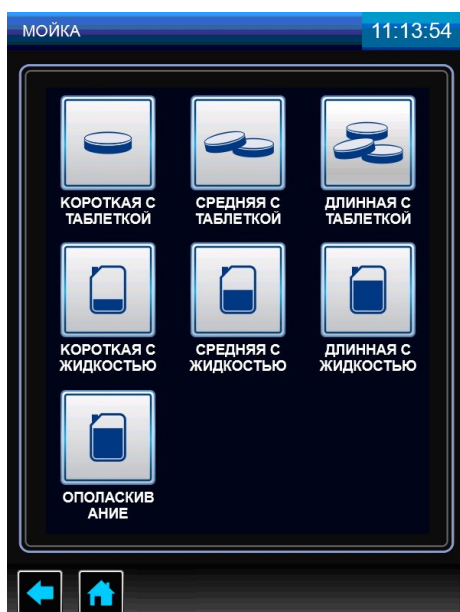 МОЙКА 11:13:54
КОРОТКАЯ С
ТАБЛЕТКОЙ
СРЕДНЯЯ С
ТАБЛЕТКОЙ
ДЛИННАЯ С
ТАБЛЕТКОЙ
КОРОТКАЯ С
ЖИДКОСТЬЮ
СРЕДНЯЯ С
ЖИДКОСТЬЮ
ДЛИННАЯ С
ЖИДКОСТЬЮ
ОПОЛАСКИВ
АНИЕ